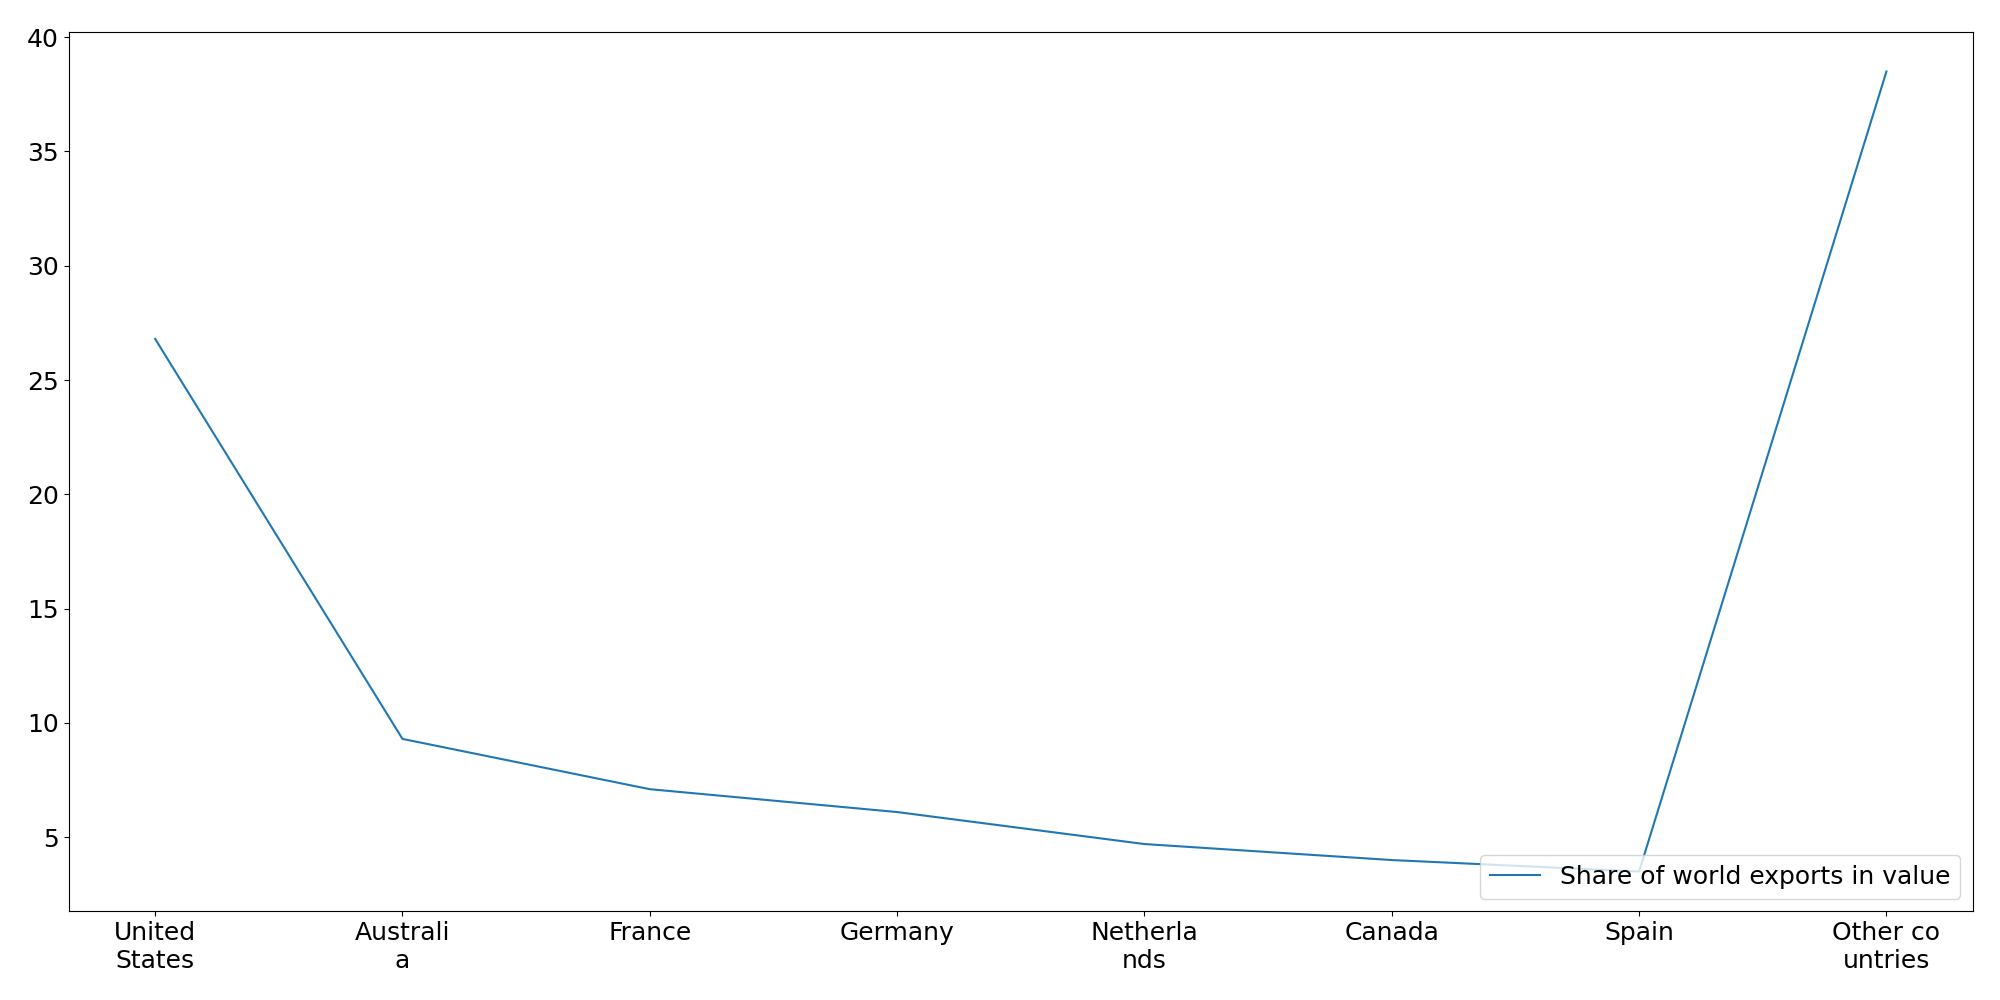 40
35
30
25
20
15
10
5
Share of world exports in value
United
States
Australi
a
France
Germany
Netherla
nds
Canada
Spain
Other co
untries